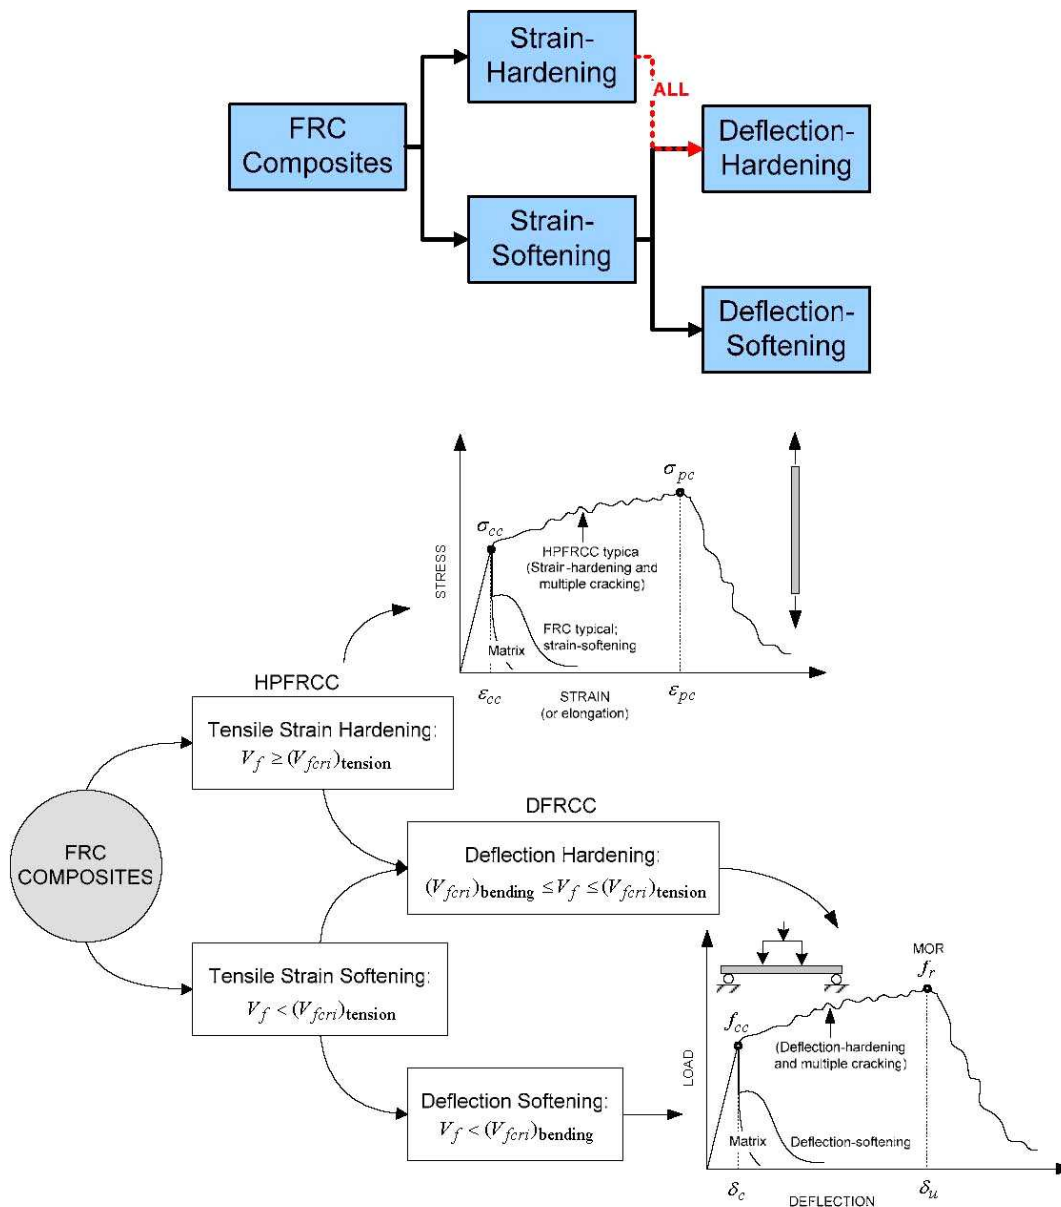 Strain-
Hardening
ALL
FRC
Composites
Deflection-
Hardening
Strain-
Softening
Deflection-
Softening
σpc
σcc
HPFRCC typica
(Strain-hardening and
multiple cracking)
STRESS
FRC typical;
strain-softening
Matrix
εcc
STRAIN
(or elongation)
εpc
HPFRCC
Tensile Strain Hardening:
Vf ≥ (Vfcri)tension
DFRCC
FRC
COMPOSITES
Deflection Hardening:
(Vfcri)bending ≤ Vf ≤ (Vfcri)tension
Tensile Strain Softening:
Vf < (Vfcri)tension
MOR
fr
fcc
(Deflection-hardening
and multiple cracking)
LOAD
Deflection Softening:
Vf < (Vfcri)bending
Matrix
Deflection-softening
δc
DEFLECTION
δu